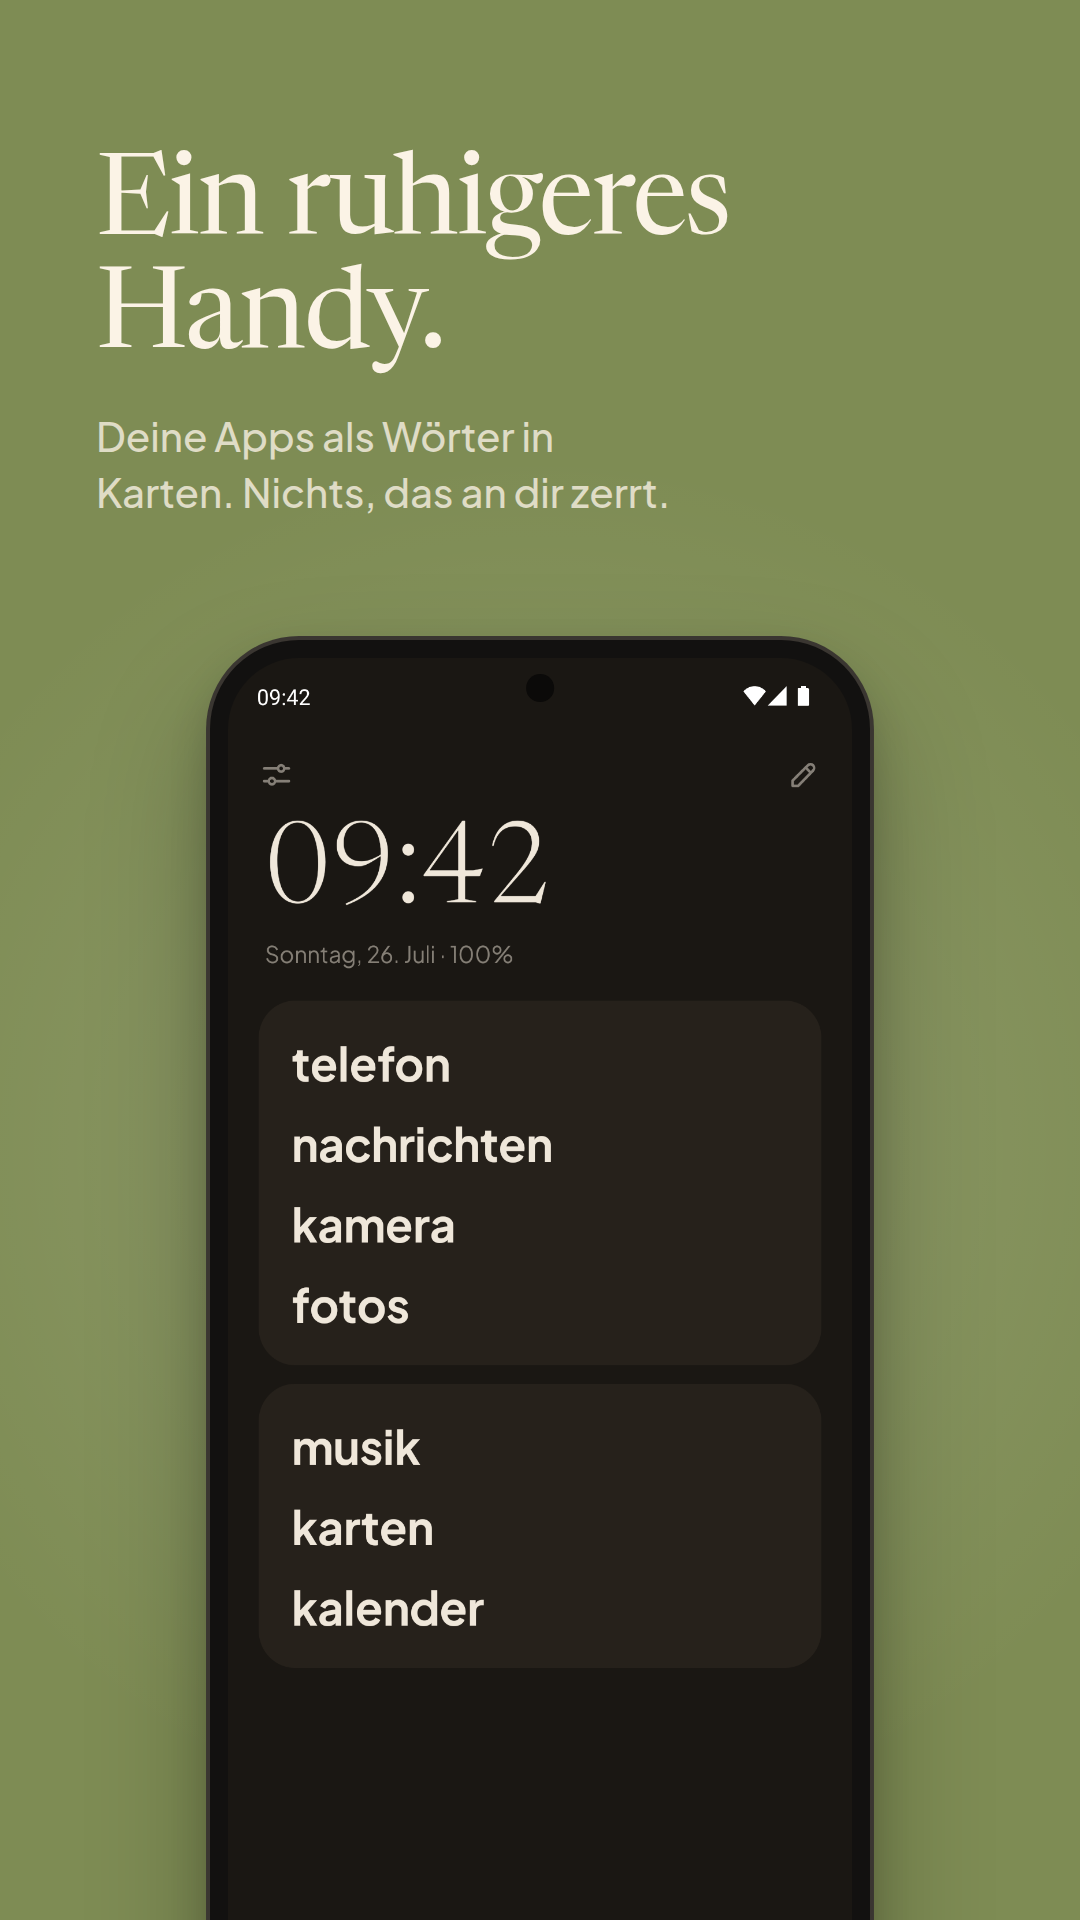 Ein ruhigeres
Handy.
Deine Apps als Wörter in
Karten. Nichts, das an dir zerrt.
09:42
09:42
Sonntag, 26. Juli · 100%
telefon
nachrichten
kamera
fotos
musik
karten
kalender